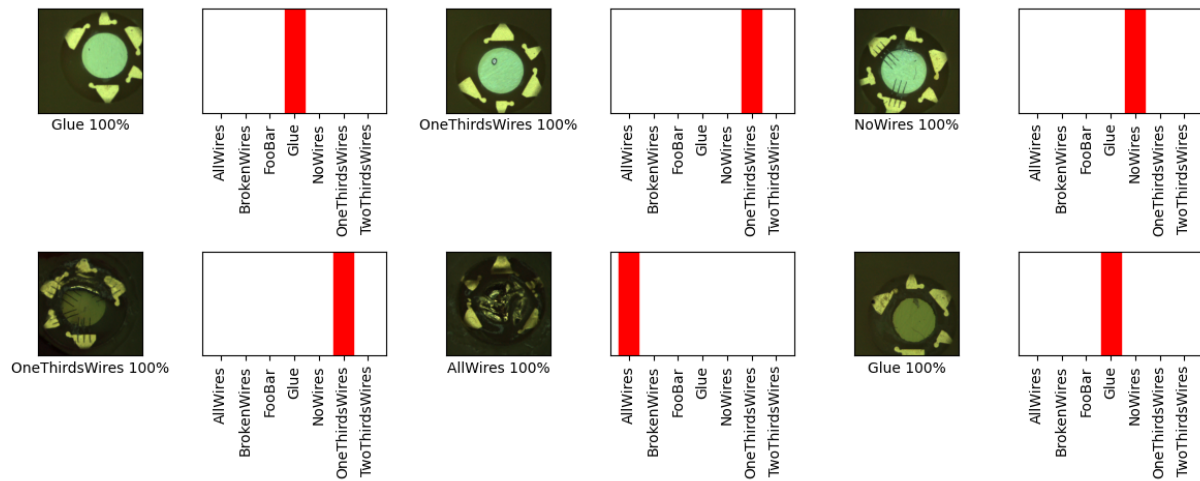 Glue 100%
AllWires
BrokenWires
FooBar
Glue
NoWires
OneThirdsWires
TwoThirdsWires
OneThirdsWires 100%
AllWires
BrokenWires
FooBar
Glue
NoWires
OneThirdsWires
TwoThirdsWires
NoWires 100%
AllWires
BrokenWires
FooBar
Glue
NoWires
OneThirdsWires
TwoThirdsWires
OneThirdsWires 100%
AllWires
BrokenWires
FooBar
Glue
NoWires
OneThirdsWires
TwoThirdsWires
AllWires 100%
AllWires
BrokenWires
FooBar
Glue
NoWires
OneThirdsWires
TwoThirdsWires
Glue 100%
AllWires
BrokenWires
FooBar
Glue
NoWires
OneThirdsWires
TwoThirdsWires